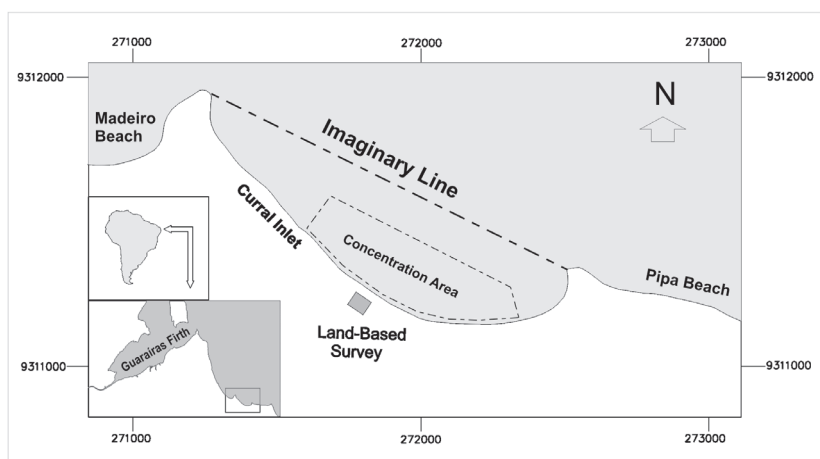 271000
272000
273000
9312000
9312000
N
Madeiro
Beach
Imaginary Line
Curral Inlet
Concentration Area
Pipa Beach
Land-Based
Survey
Guarairas Firth
9311000
9311000
271000
272000
273000